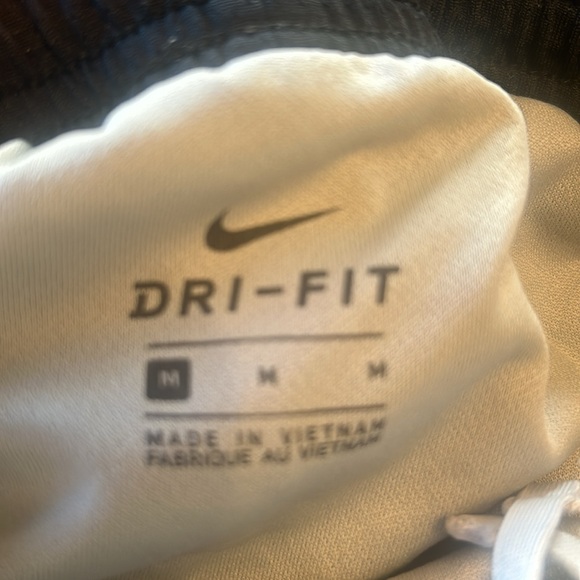 DRI-FIT
M M M
MADE IN VIETNAM
FABRIQUE AU VIETNAM